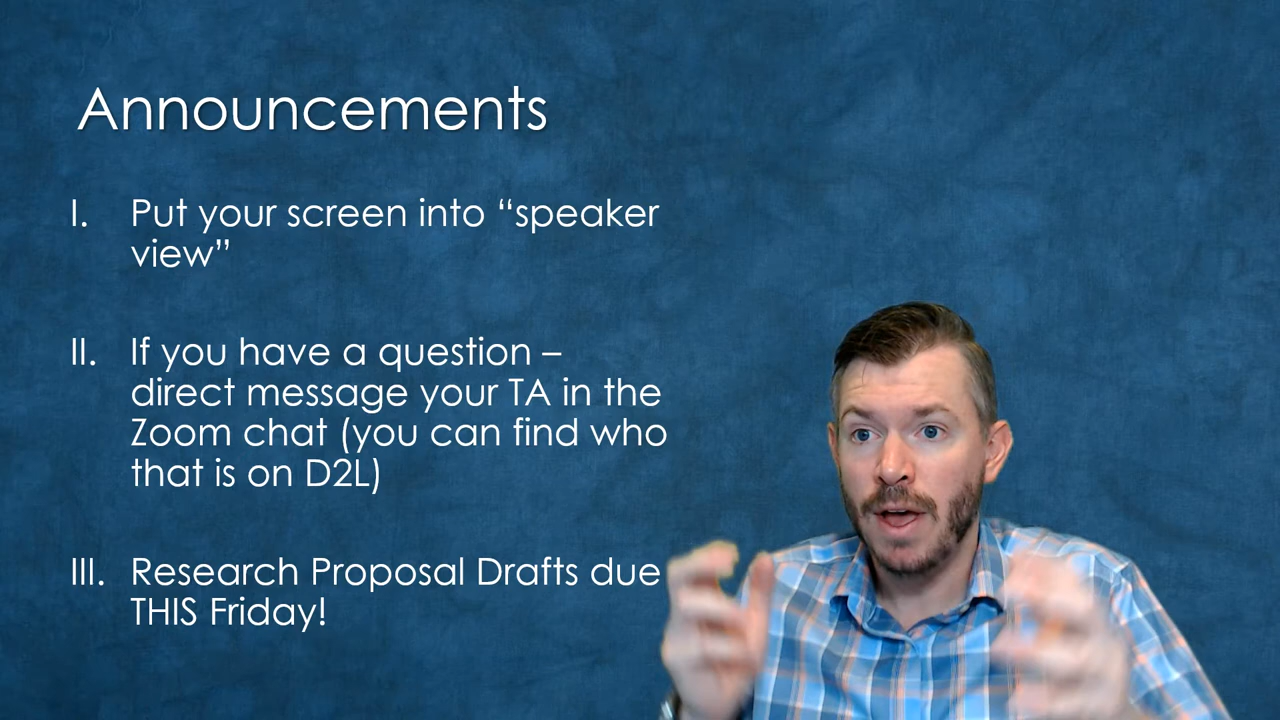 Announcements
I. Put your screen into “speaker
view”
II. If you have a question –
direct message your TA in the
Zoom chat (you can find who
that is on D2L)
III. Research Proposal Drafts due
THIS Friday!